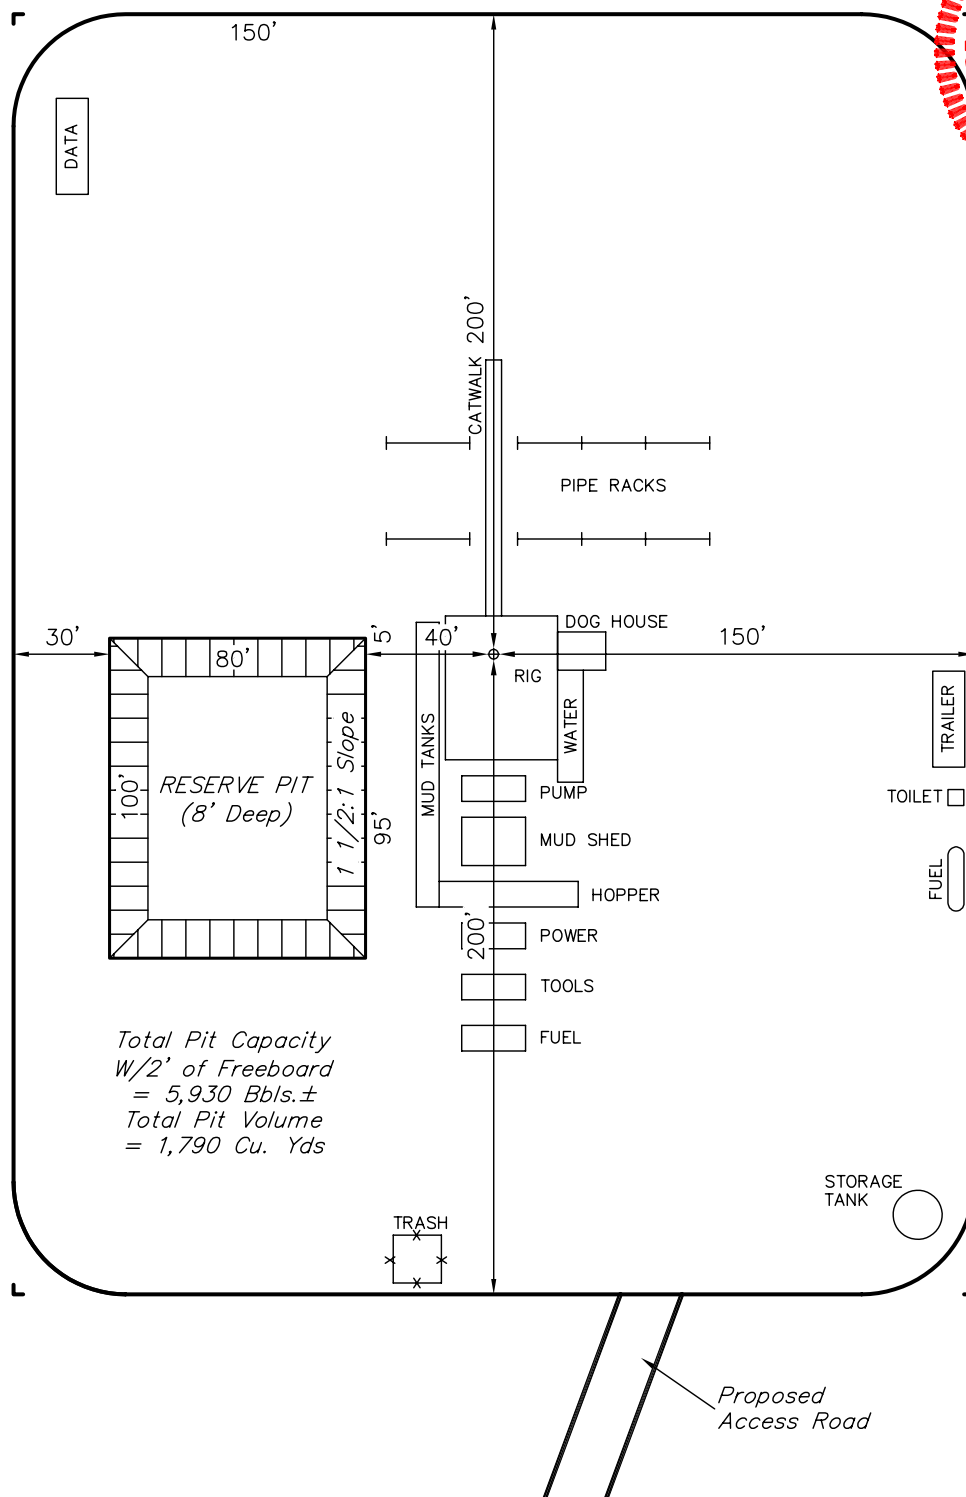 150'
DATA
CATWALK 200'
PIPE RACKS
DOG HOUSE
30'
80'
5'
40'
150'
RIG
WATER
MUD TANKS
TRAILER
RESERVE PIT
(8' Deep)
100'
1 1/2:1 Slope
95'
PUMP
TOILET
MUD SHED
FUEL
HOPPER
200'
POWER
TOOLS
FUEL
Total Pit Capacity
W/2' of Freeboard
= 5,930 Bbls.±
Total Pit Volume
= 1,790 Cu. Yds
STORAGE
TANK
TRASH
Proposed
Access Road